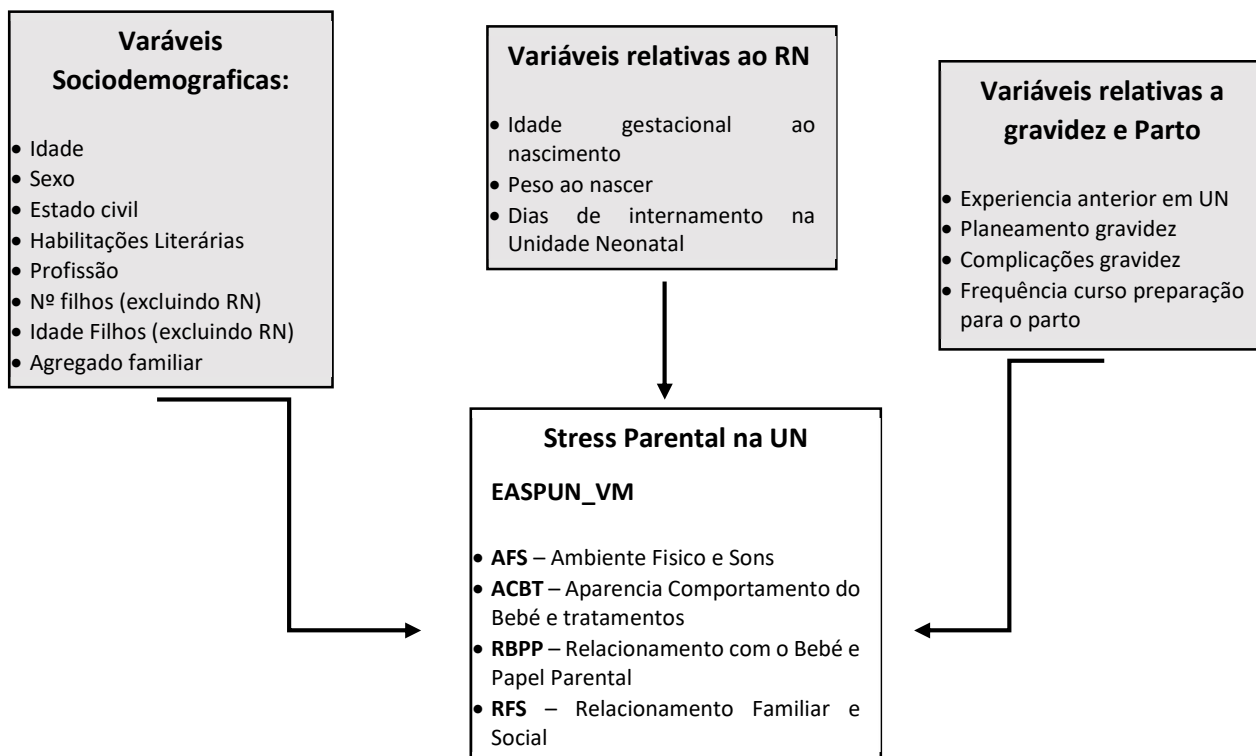 Varáveis
Sociodemograficas:
• Idade
• Sexo
• Estado civil
• Habilitações Literárias
• Profissão
• Nº filhos (excluindo RN)
• Idade Filhos (excluindo RN)
• Agregado familiar
Variáveis relativas ao RN
• Idade gestacional ao
nascimento
• Peso ao nascer
• Dias de internamento na
Unidade Neonatal
Variáveis relativas a
gravidez e Parto
• Experiencia anterior em UN
• Planeamento gravidez
• Complicações gravidez
• Frequência curso preparação
para o parto
Stress Parental na UN
EASPUN_VM
• AFS – Ambiente Fisico e Sons
• ACBT – Aparencia Comportamento do
Bebé e tratamentos
• RBPP – Relacionamento com o Bebé e
Papel Parental
• RFS – Relacionamento Familiar e
Social